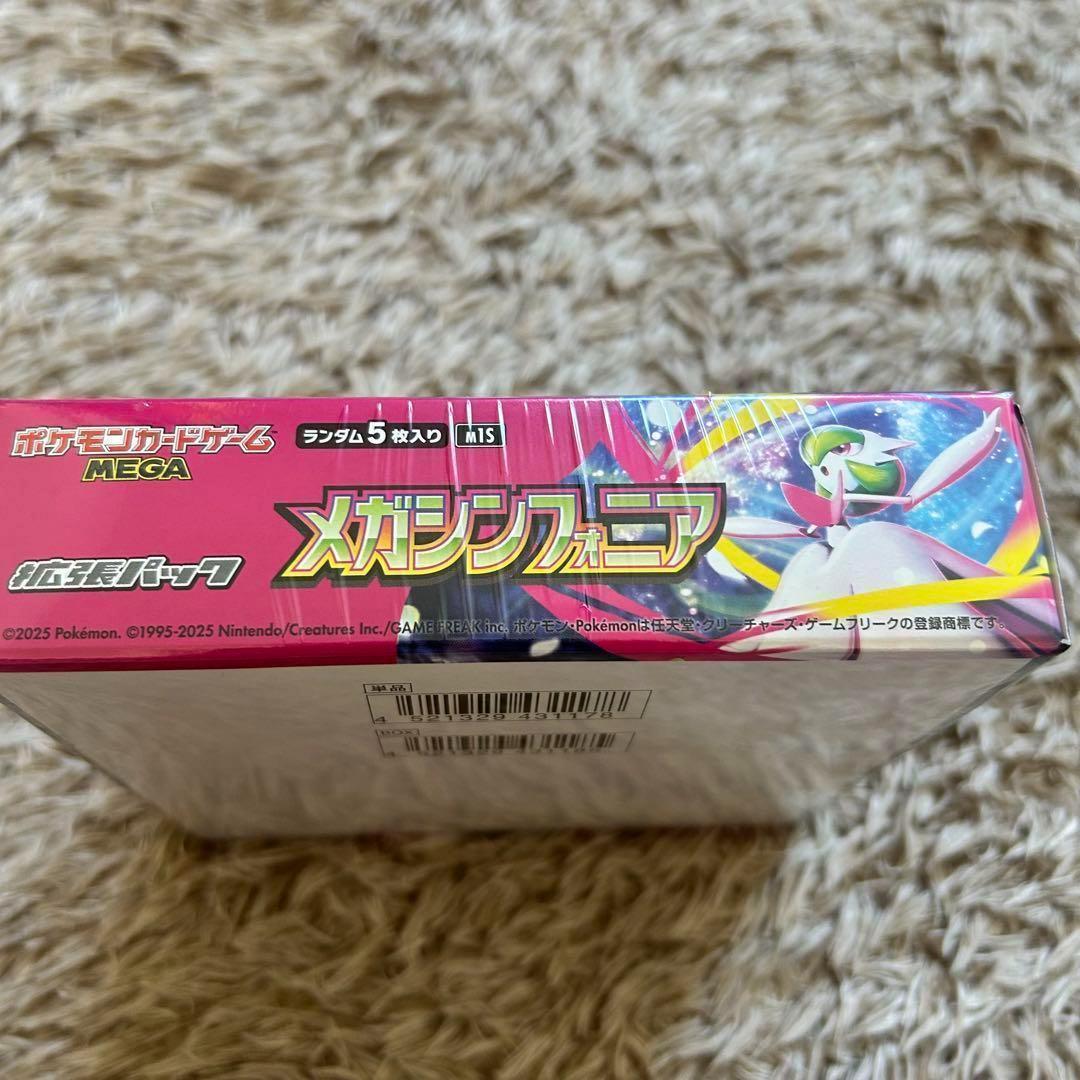 ポケモンカードゲーム
MEGA
ランダム5枚入り
M1S
メガシンフォニア
拡張パック
©2025 Pokémon. ©1995-2025 Nintendo/Creatures Inc./GAME FREAK inc. ポケモン・Pokémonは任天堂・クリーチャーズ・ゲームフリークの登録商標です。
単品
4 521329 431178
BOX